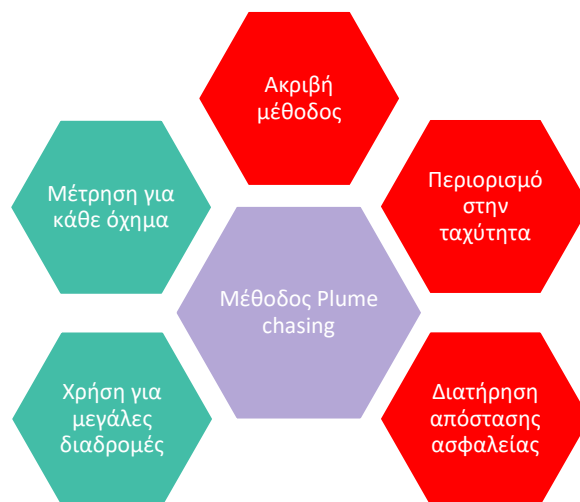 Ακριβή
μέθοδος
Μέτρηση για
κάθε όχημα
Περιορισμό
στην
ταχύτητα
Μέθοδος Plume
chasing
Χρήση για
μεγάλες
διαδρομές
Διατήρηση
απόστασης
ασφαλείας